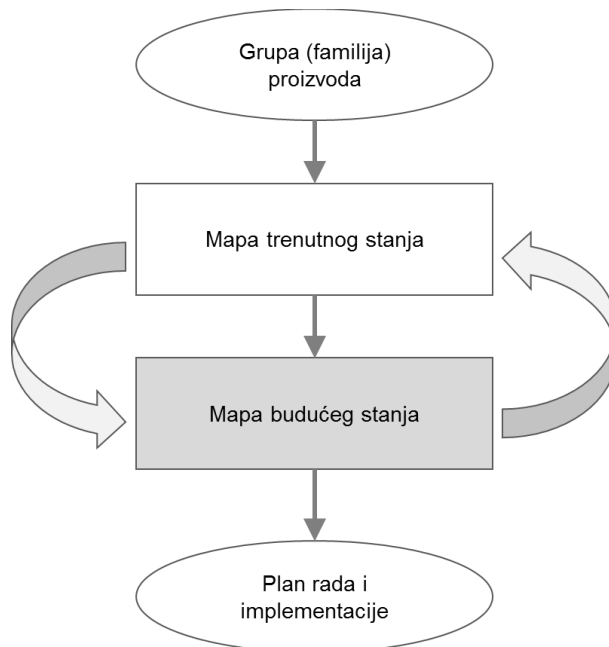 Grupa (familija)
proizvoda
Mapa trenutnog stanja
Mapa budućeg stanja
Plan rada i
implementacije